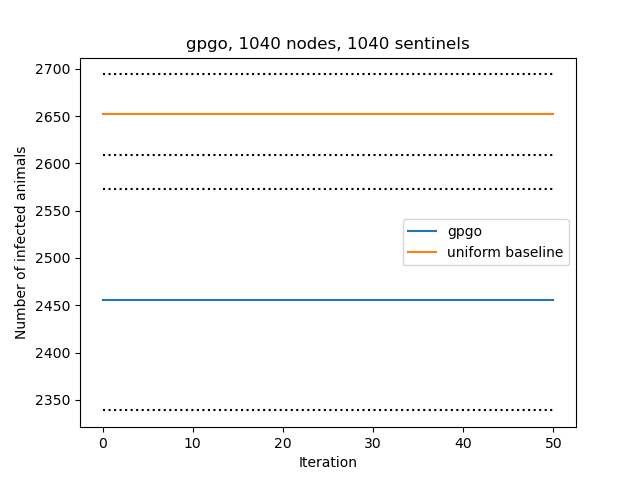 gpgo, 1040 nodes, 1040 sentinels
Number of infected animals
2700
2650
2600
2550
2500
2450
2400
2350
gpgo
uniform baseline
0 10 20 30 40 50
Iteration